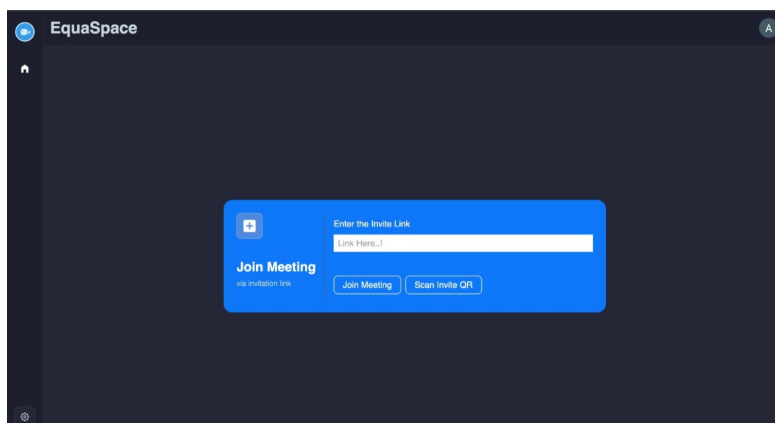 EquaSpace
A
Enter the Invite Link
Link Here..!
Join Meeting
via invitation link
Join Meeting
Scan Invite QR